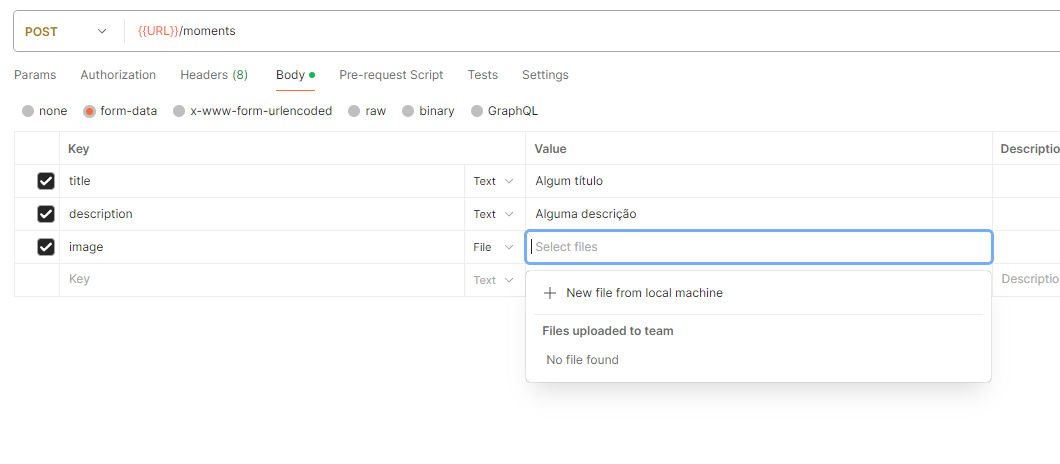 POST {{URL}}/moments
Params Authorization Headers (8) Body Pre-request Script Tests Settings
none form-data x-www-form-urlencoded raw binary GraphQL
Key Value Descriptio
title Text Algum título
description Text Alguma descrição
image File Select files
Key Text Descriptio
New file from local machine
Files uploaded to team
No file found